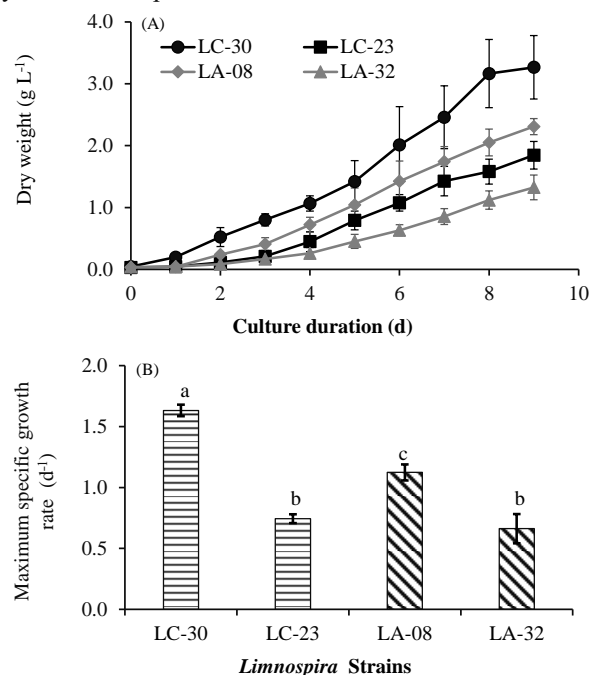 (A)
4.0
3.0
2.0
1.0
0.0
Dry weight (g L⁻¹)
LC-30 LC-23
LA-08 LA-32
0 2 4 6 8 10
Culture duration (d)
(B)
2.0
1.5
1.0
0.5
0.0
Maximum specific growth
rate (d⁻¹)
a
b
c
b
LC-30 LC-23 LA-08 LA-32
Limnospira Strains